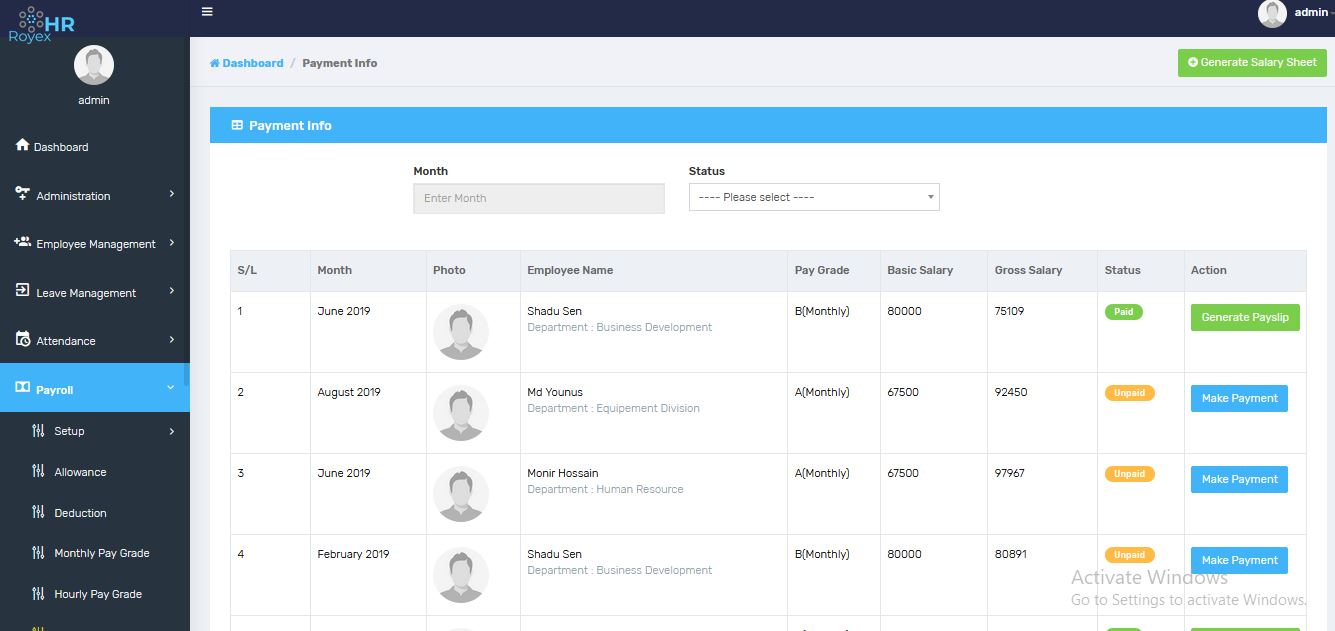 HR
Royex
admin
admin
Dashboard / Payment Info
Generate Salary Sheet
Dashboard
Administration
Employee Management
Leave Management
Attendance
Payroll
Setup
Allowance
Deduction
Monthly Pay Grade
Hourly Pay Grade
Payment Info
Month
Status
Enter Month
---- Please select ----
S/L Month Photo Employee Name Pay Grade Basic Salary Gross Salary Status Action
1 June 2019 Shadu Sen B(Monthly) 80000 75109 Paid Generate Payslip
Department : Business Development
2 August 2019 Md Younus A(Monthly) 67500 92450 Unpaid Make Payment
Department : Equipement Division
3 June 2019 Monir Hossain A(Monthly) 67500 97967 Unpaid Make Payment
Department : Human Resource
4 February 2019 Shadu Sen B(Monthly) 80000 80891 Unpaid Make Payment
Department : Business Development
Activate Windows
Go to Settings to activate Windows.